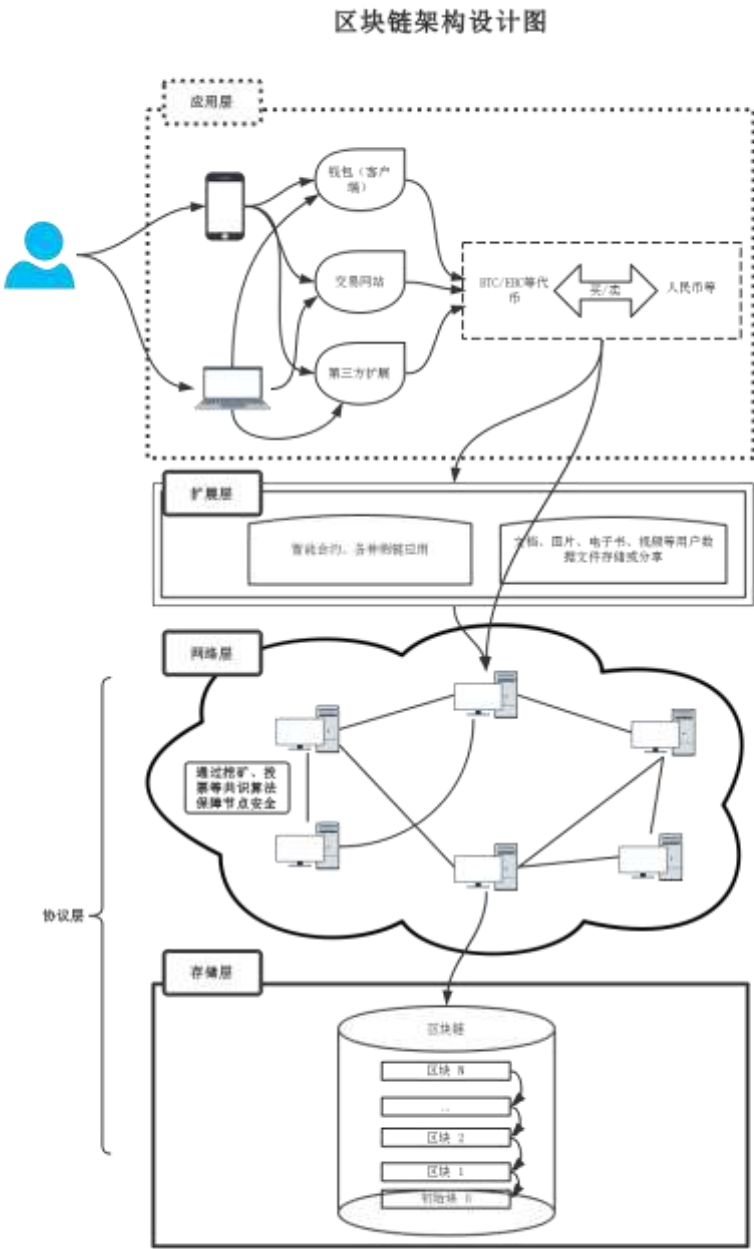 区块链架构设计图
应用层
钱包（客户
端）
交易网站
第三方扩展
BTC/EBC等代
币
买/卖
人民币等
扩展层
智能合约、各种侧链应用
文档、图片、电子书、视频等用户数
据文件存储或分享
网络层
通过挖矿、投
票等共识算法
保障节点安全
协议层
存储层
区块链
区块 N
..
区块 2
区块 1
初始块 0